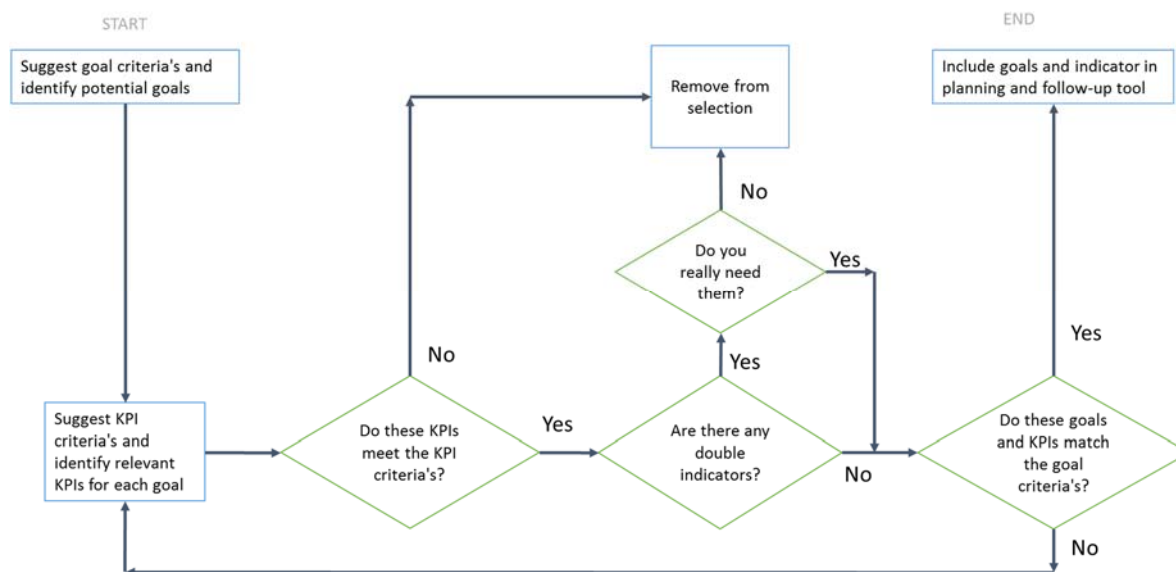 START
Suggest goal criteria's and
identify potential goals
Suggest KPI
criteria's and
identify relevant
KPIs for each goal
Do these KPIs
meet the KPI
criteria's?
No
Yes
Remove from
selection
No
Do you
really need
them?
Yes
Yes
Are there any
double
indicators?
No
END
Include goals and indicator in
planning and follow-up tool
Yes
Do these goals
and KPIs match
the goal
criteria's?
No